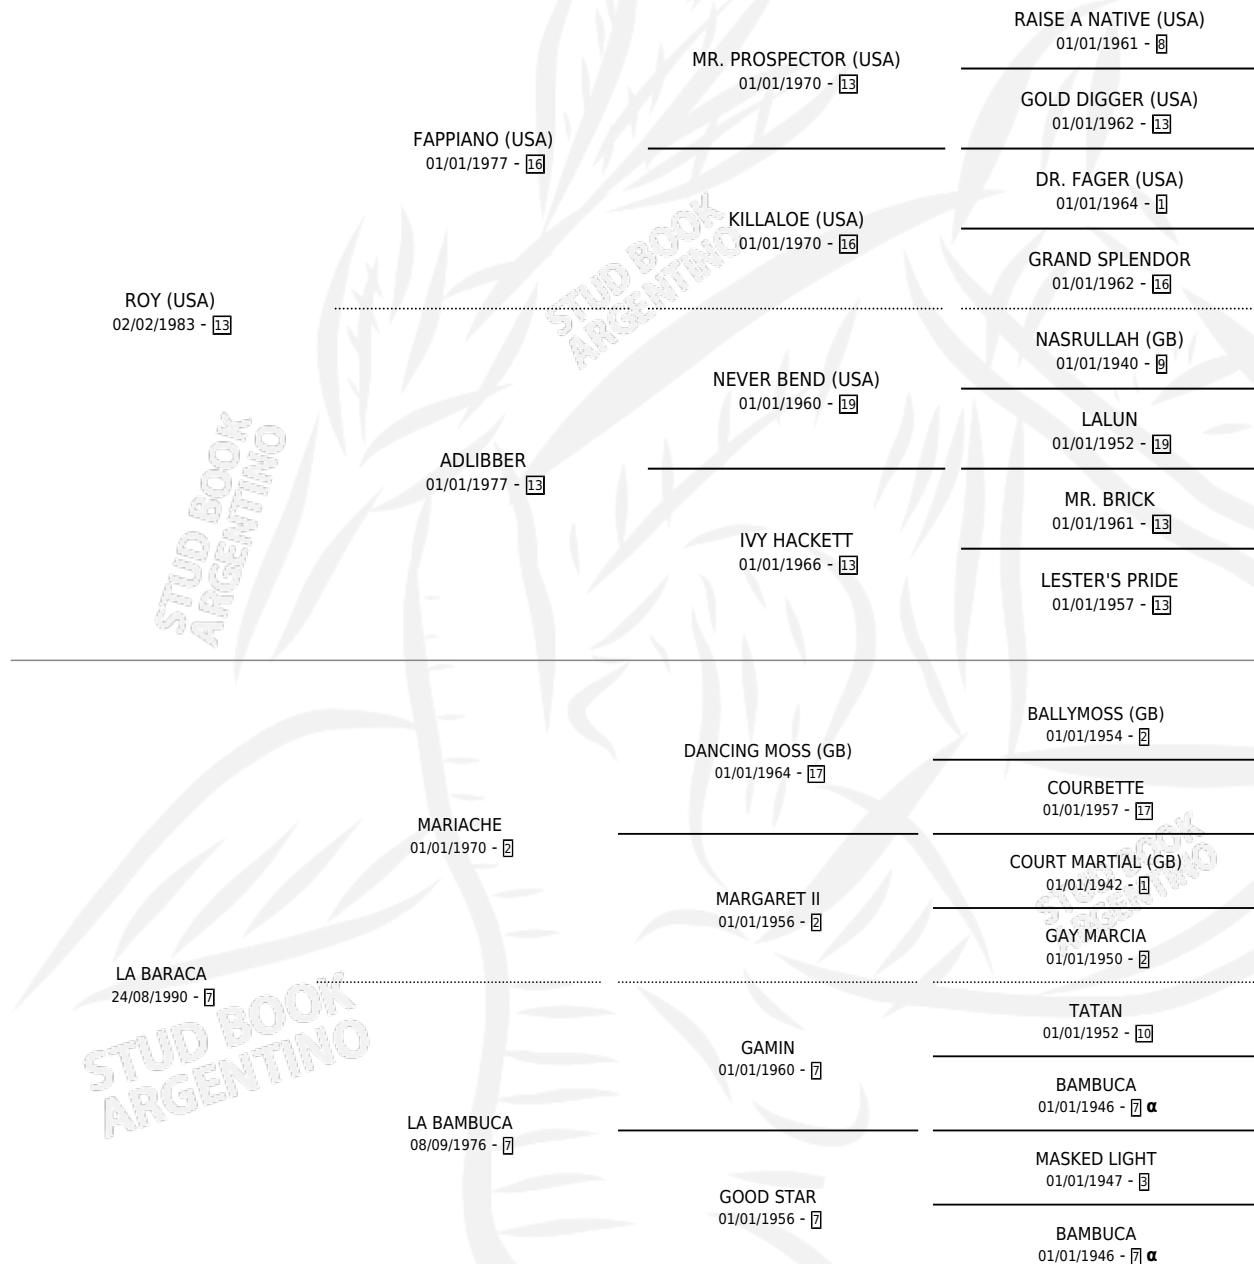 RAISE A NATIVE (USA)
01/01/1961 - 8
MR. PROSPECTOR (USA)
01/01/1970 - 13
GOLD DIGGER (USA)
01/01/1962 - 13
FAPPIANO (USA)
01/01/1977 - 16
DR. FAGER (USA)
01/01/1964 - 1
KILLALOE (USA)
01/01/1970 - 16
GRAND SPLENDOR
01/01/1962 - 16
ROY (USA)
02/02/1983 - 13
NASRULLAH (GB)
01/01/1940 - 9
NEVER BEND (USA)
01/01/1960 - 19
LALUN
01/01/1952 - 19
ADLIBBER
01/01/1977 - 13
MR. BRICK
01/01/1961 - 13
IVY HACKETT
01/01/1966 - 13
LESTER'S PRIDE
01/01/1957 - 13
BALLYMOSS (GB)
01/01/1954 - 2
DANCING MOSS (GB)
01/01/1964 - 17
COURBETTE
01/01/1957 - 17
MARIACHE
01/01/1970 - 2
COURT MARTIAL (GB)
01/01/1942 - 1
MARGARET II
01/01/1956 - 2
GAY MARCIA
01/01/1950 - 2
LA BARACA
24/08/1990 - 7
TATAN
01/01/1952 - 10
GAMIN
01/01/1960 - 7
BAMBUCA
01/01/1946 - 7 α
LA BAMBUCA
08/09/1976 - 7
MASKED LIGHT
01/01/1947 - 3
GOOD STAR
01/01/1956 - 7
BAMBUCA
01/01/1946 - 7 α
STUD BOOK
ARGENTINO
STUD BOOK
ARGENTINO
STUD BOOK
ARGENTINO
STUD BOOK
ARGENTINO